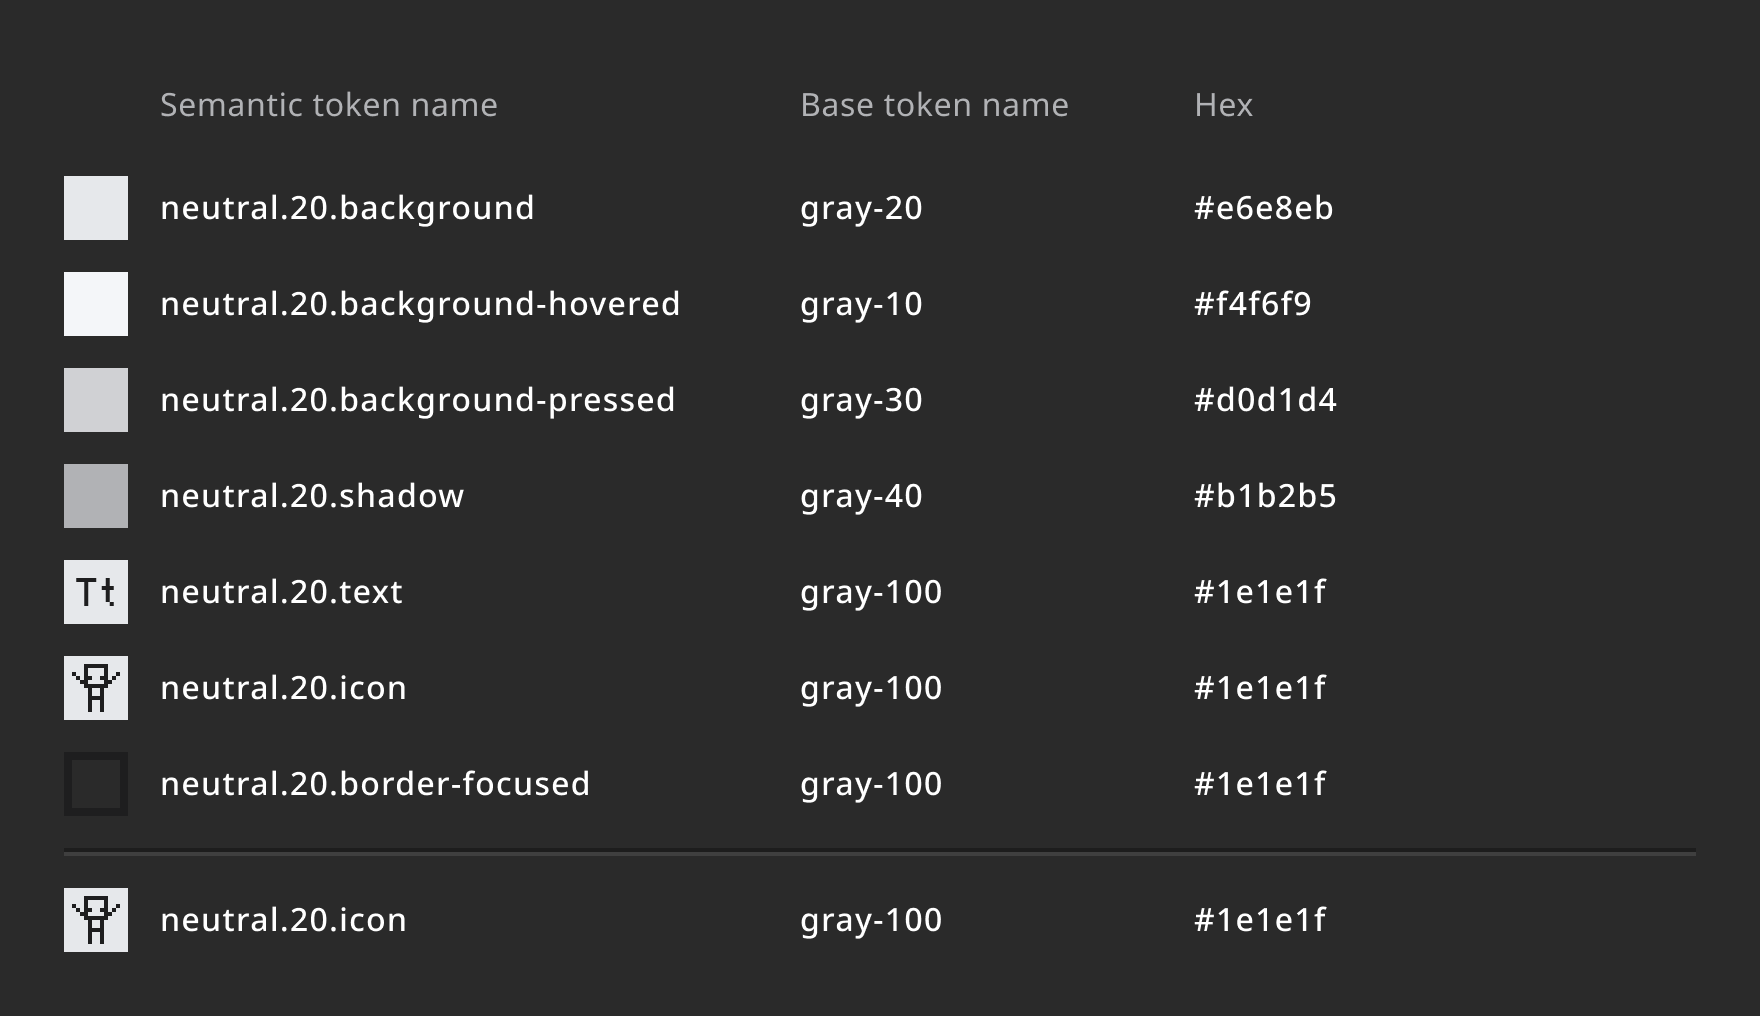 Semantic token name Base token name Hex
neutral.20.background gray-20 #e6e8eb
neutral.20.background-hovered gray-10 #f4f6f9
neutral.20.background-pressed gray-30 #d0d1d4
neutral.20.shadow gray-40 #b1b2b5
Tt neutral.20.text gray-100 #1e1e1f
neutral.20.icon gray-100 #1e1e1f
neutral.20.border-focused gray-100 #1e1e1f
neutral.20.icon gray-100 #1e1e1f